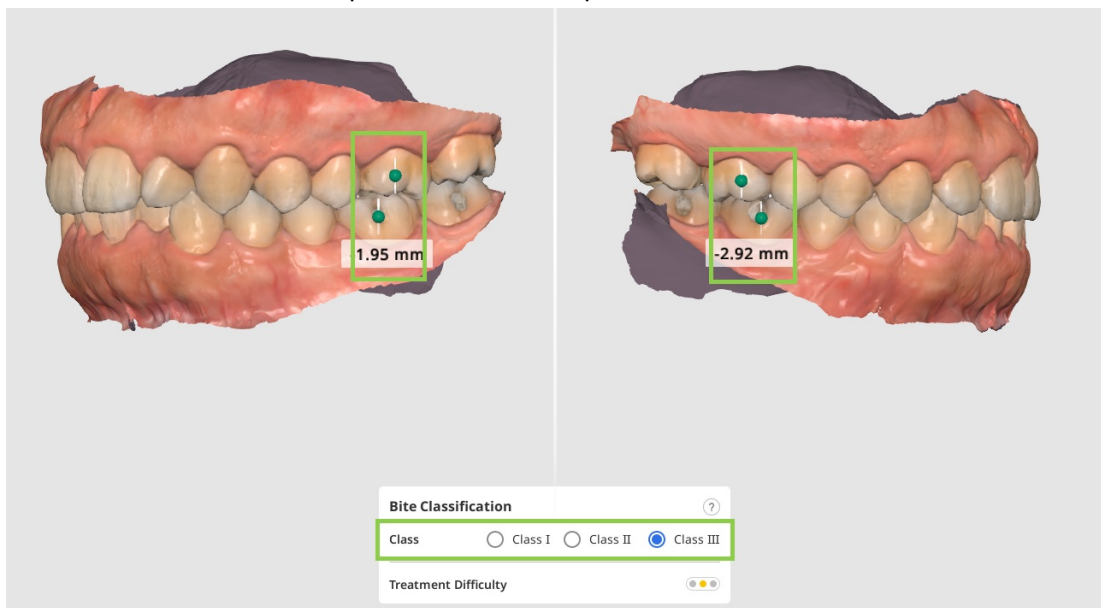 -1.95 mm
-2.92 mm
Bite Classification
?
Class Class I Class II Class III
Treatment Difficulty